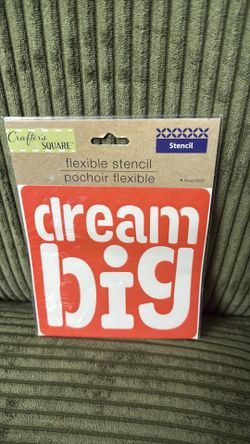 Crafter's
SQUARE
Stencil
flexible stencil
pochoir flexible
• Assorted
dream
big